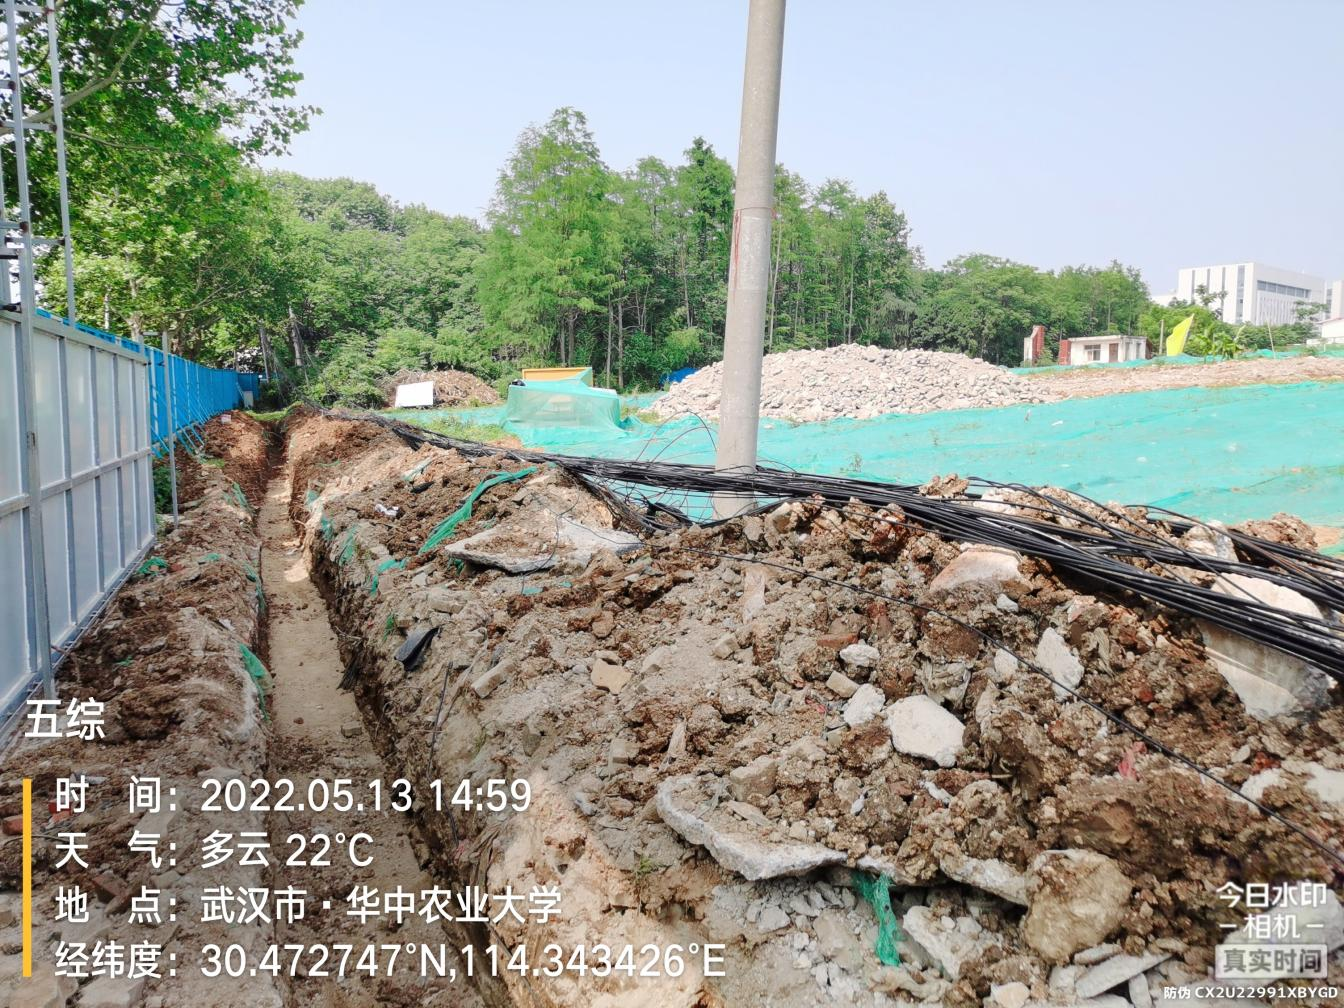 五综
时 间：2022.05.13 14:59
天 气：多云 22℃
地 点：武汉市·华中农业大学
经纬度：30.472747°N,114.343426°E
今日水印
-相机-
真实时间
防伪 CX2U22991XBYGD